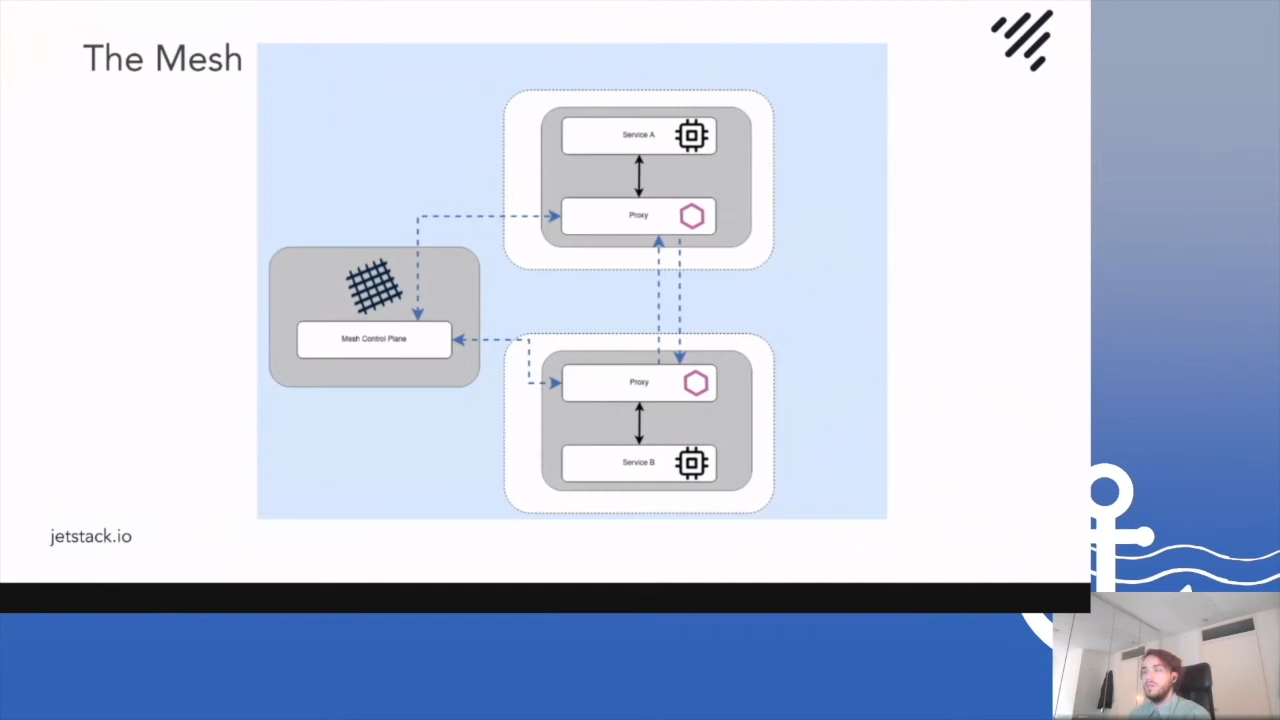 The Mesh
Service A
Proxy
Mesh Control Plane
Proxy
Service B
jetstack.io